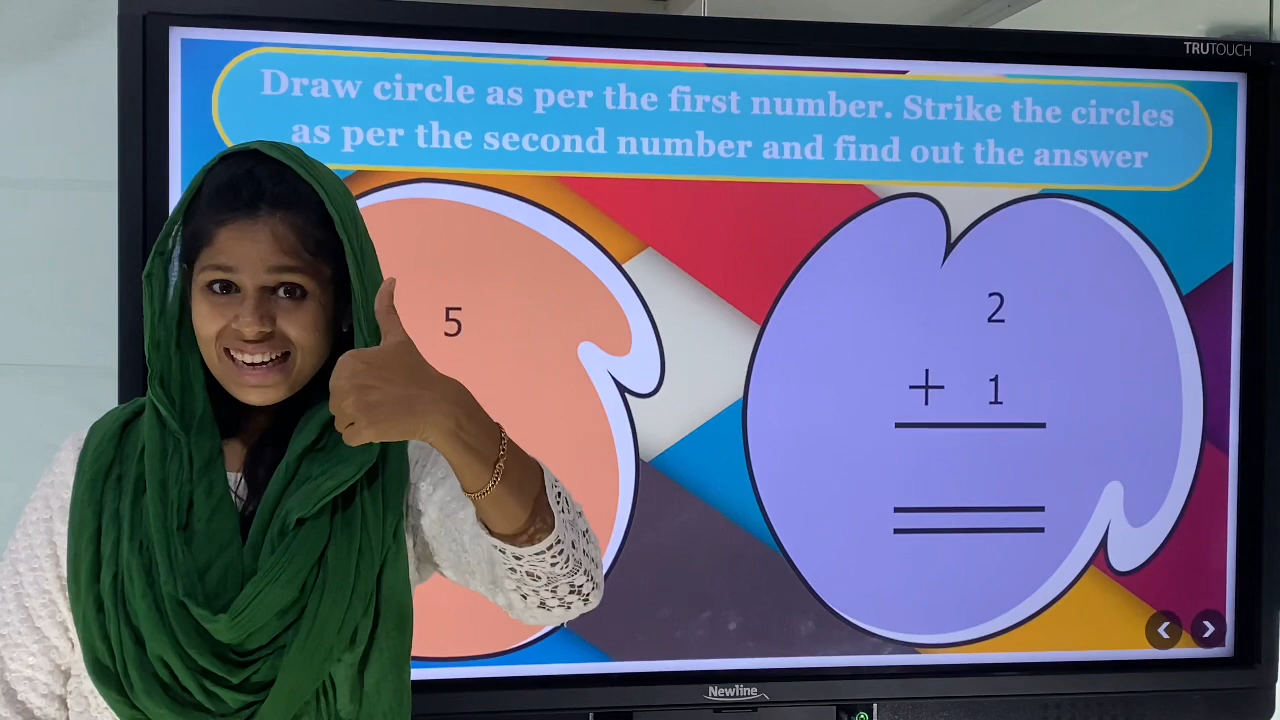 TRUTOUCH
Draw circle as per the first number. Strike the circles
as per the second number and find out the answer
5
2
+ 1
Newline